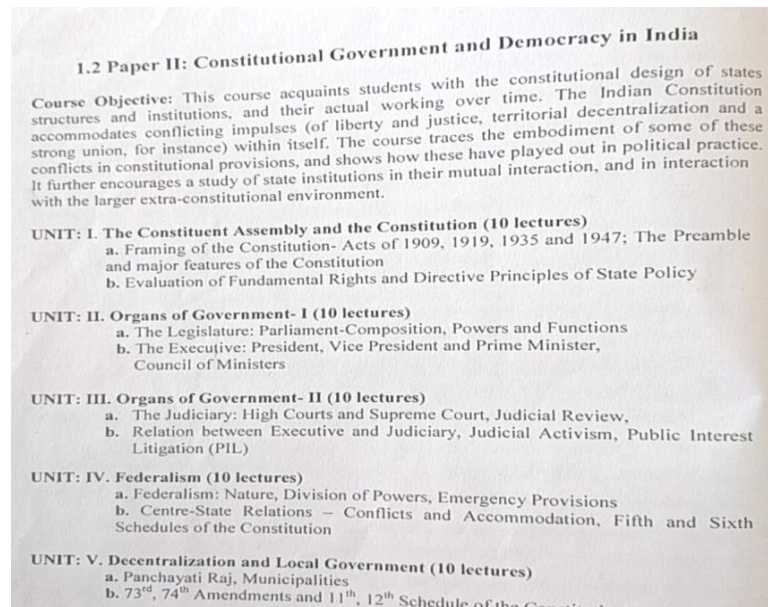 1.2 Paper II: Constitutional Government and Democracy in India
Course Objective: This course acquaints students with the constitutional design of states
structures and institutions, and their actual working over time. The Indian Constitution
accommodates conflicting impulses (of liberty and justice, territorial decentralization and a
strong union, for instance) within itself. The course traces the embodiment of some of these
conflicts in constitutional provisions, and shows how these have played out in political practice.
It further encourages a study of state institutions in their mutual interaction, and in interaction
with the larger extra-constitutional environment.
UNIT: I. The Constituent Assembly and the Constitution (10 lectures)
a. Framing of the Constitution- Acts of 1909, 1919, 1935 and 1947; The Preamble
and major features of the Constitution
b. Evaluation of Fundamental Rights and Directive Principles of State Policy
UNIT: II. Organs of Government- I (10 lectures)
a. The Legislature: Parliament-Composition, Powers and Functions
b. The Executive: President, Vice President and Prime Minister,
Council of Ministers
UNIT: III. Organs of Government- II (10 lectures)
a. The Judiciary: High Courts and Supreme Court, Judicial Review,
b. Relation between Executive and Judiciary, Judicial Activism, Public Interest
Litigation (PIL)
UNIT: IV. Federalism (10 lectures)
a. Federalism: Nature, Division of Powers, Emergency Provisions
b. Centre-State Relations – Conflicts and Accommodation, Fifth and Sixth
Schedules of the Constitution
UNIT: V. Decentralization and Local Government (10 lectures)
a. Panchayati Raj, Municipalities
b. 73rd, 74th Amendments and 11th, 12th Schedule of the